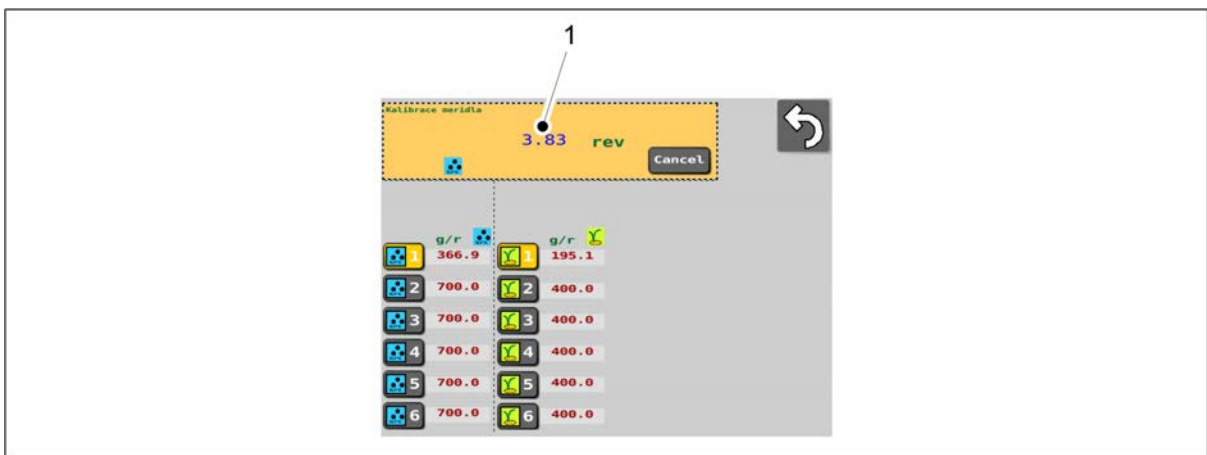 1
Kalibrace meridla
3.83 rev
Cancel
g/r g/r
1 366.9 1 195.1
2 700.0 2 400.0
3 700.0 3 400.0
4 700.0 4 400.0
5 700.0 5 400.0
6 700.0 6 400.0